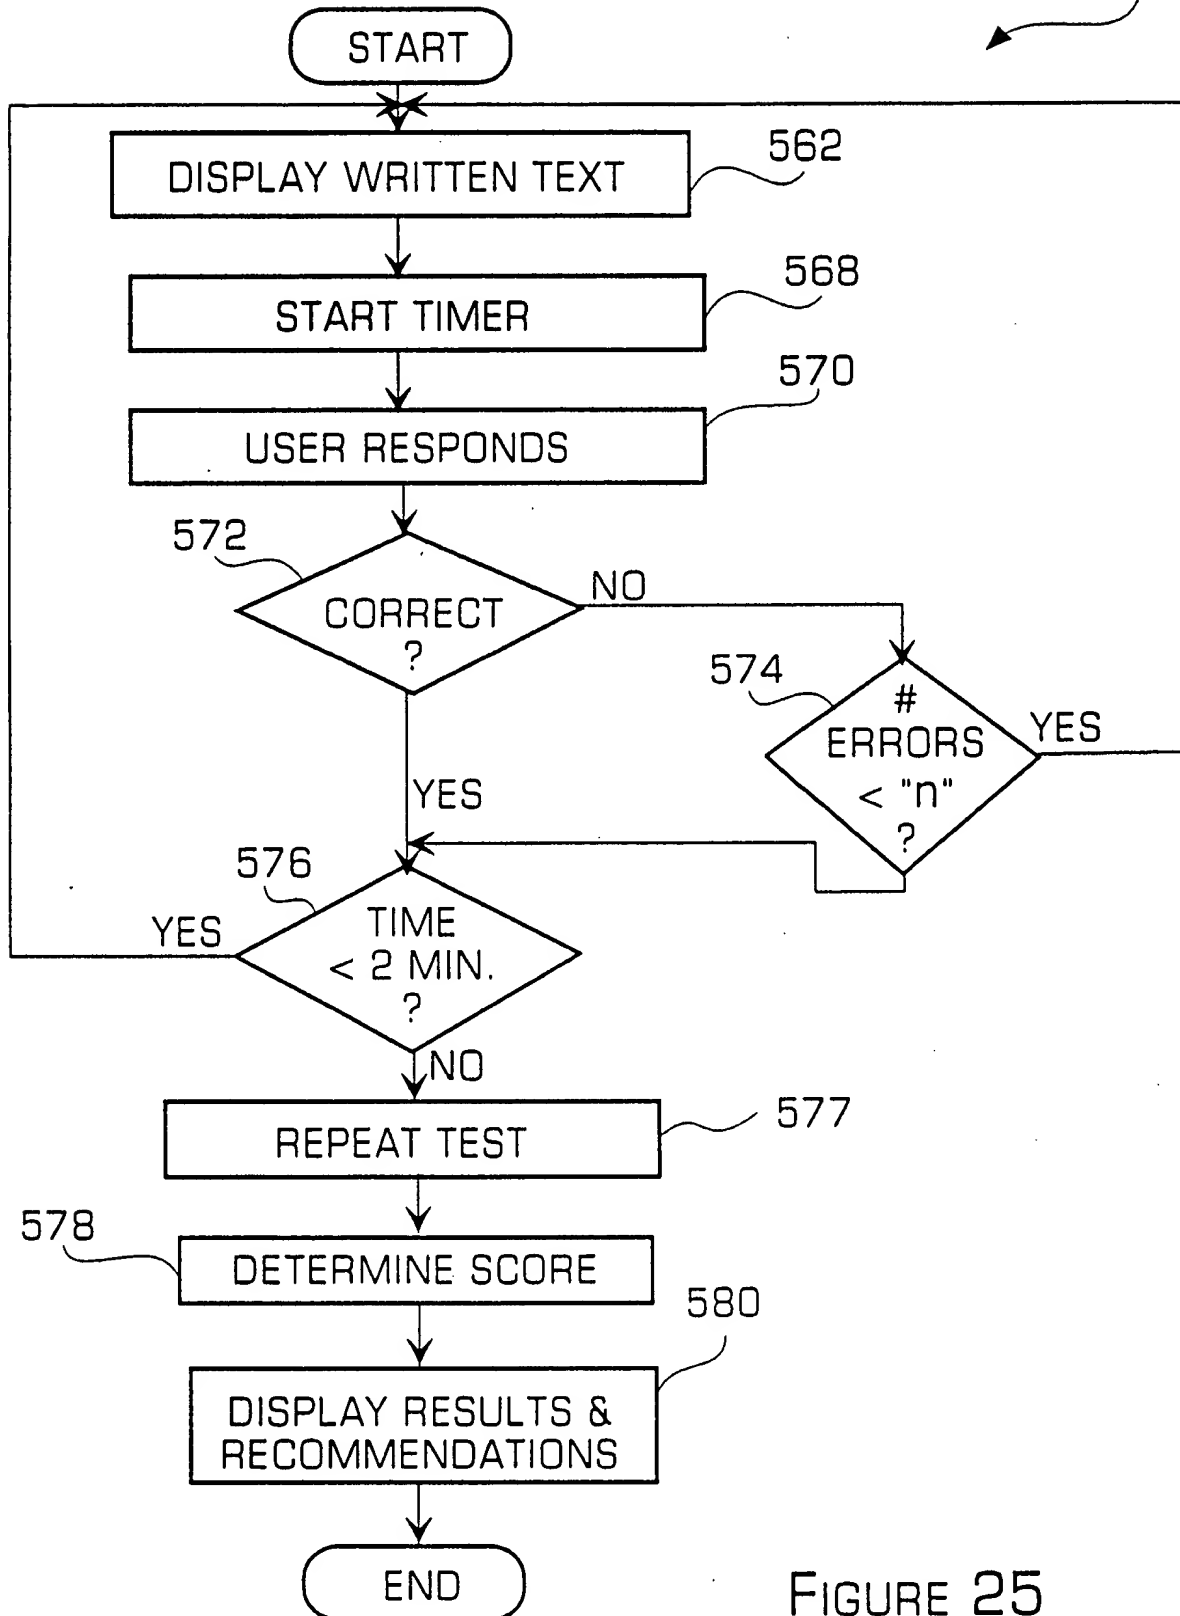 START
DISPLAY WRITTEN TEXT
562
START TIMER
568
USER RESPONDS
570
572
CORRECT
?
NO
574
#
ERRORS
< "n"
?
YES
YES
576
TIME
< 2 MIN.
?
YES
NO
REPEAT TEST
577
578
DETERMINE SCORE
580
DISPLAY RESULTS &
RECOMMENDATIONS
END
FIGURE 25